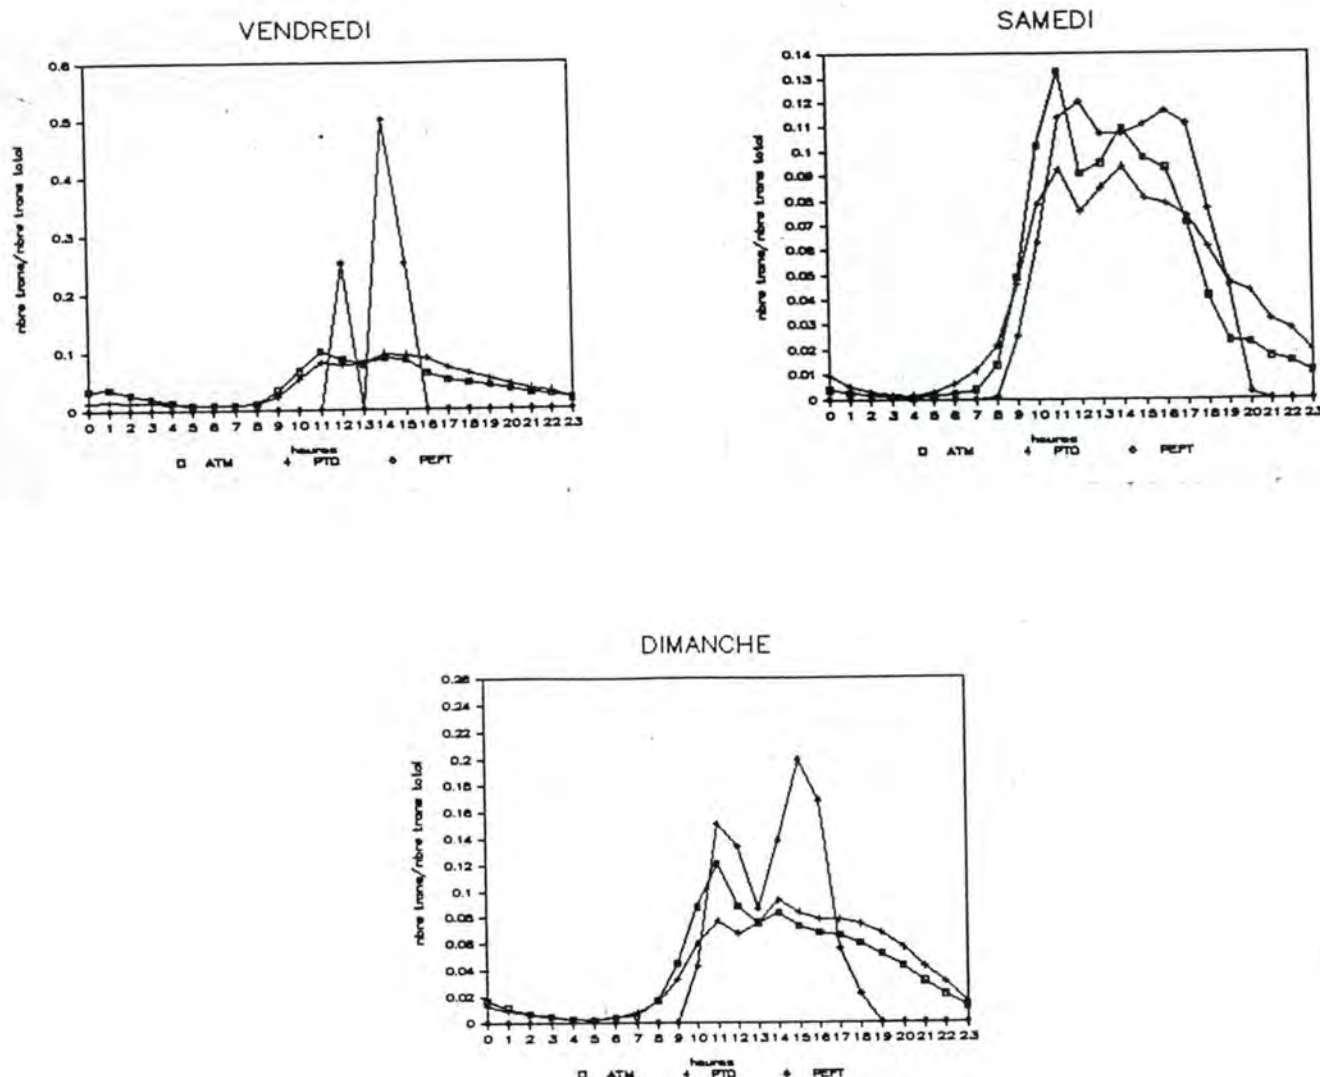 VENDREDI
0.6
0.5
0.4
0.3
0.2
0.1
0
nbre trans/nbre trans total
0 1 2 3 4 5 6 7 8 9 10 11 12 13 14 15 16 17 18 19 20 21 22 23
heures
ATM PTD PEFT
SAMEDI
0.14
0.13
0.12
0.11
0.1
0.09
0.08
0.07
0.06
0.05
0.04
0.03
0.02
0.01
0
nbre trans/nbre trans total
0 1 2 3 4 5 6 7 8 9 10 11 12 13 14 15 16 17 18 19 20 21 22 23
heures
ATM PTD PEFT
DIMANCHE
0.26
0.24
0.22
0.2
0.18
0.16
0.14
0.12
0.1
0.08
0.06
0.04
0.02
0
nbre trans/nbre trans total
0 1 2 3 4 5 6 7 8 9 10 11 12 13 14 15 16 17 18 19 20 21 22 23
heures
ATM PTD PEFT